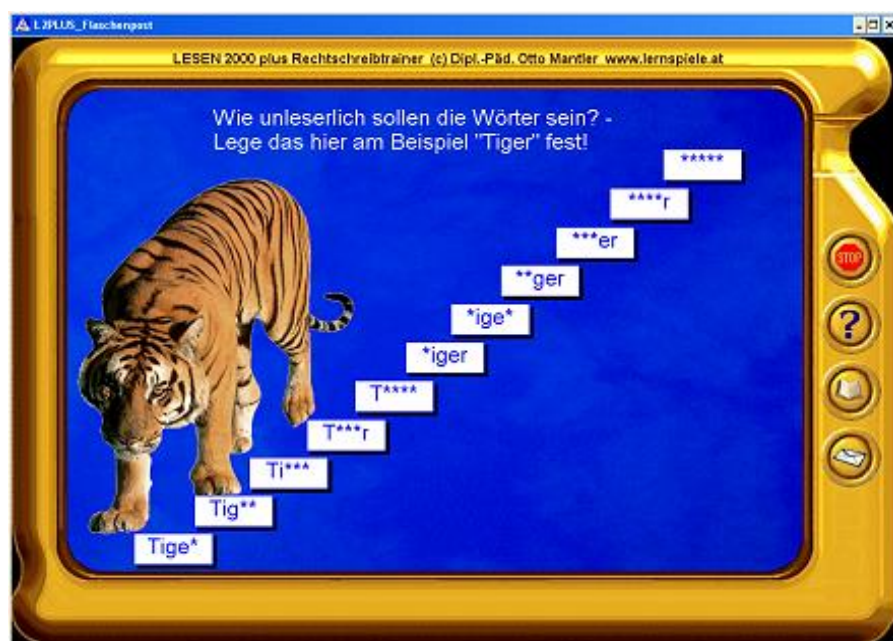 L2PLUS_Flaschenpost
LESEN 2000 plus Rechtschreibtrainer (c) Dipl.-Päd. Otto Mantler www.lernspiele.at
Wie unleserlich sollen die Wörter sein? -
Lege das hier am Beispiel "Tiger" fest!
*****
****r
***er
**ger
*ige*
*iger
T****
T***r
Ti***
Tig**
Tige*
STOP
?